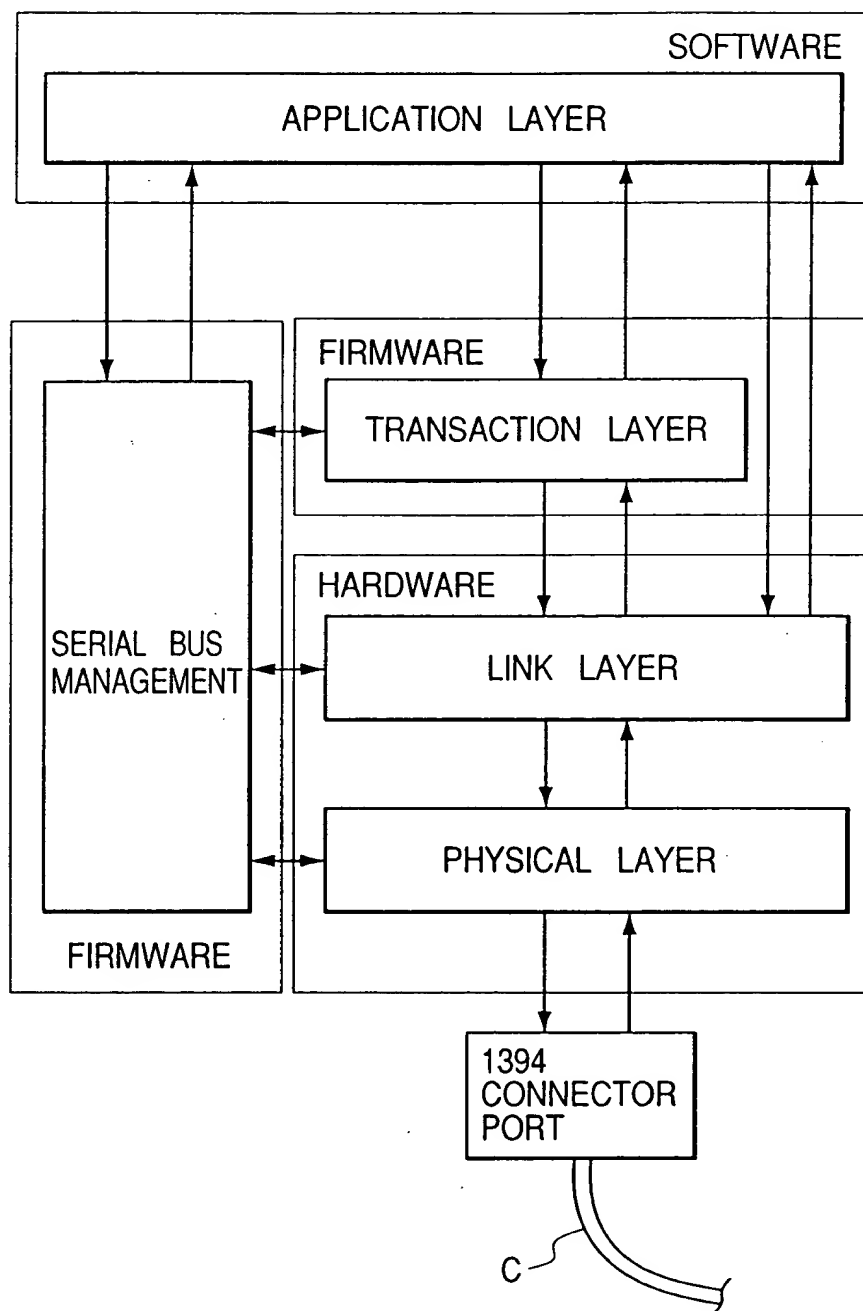 SOFTWARE
APPLICATION LAYER
FIRMWARE
TRANSACTION LAYER
HARDWARE
SERIAL BUS
MANAGEMENT
LINK LAYER
PHYSICAL LAYER
FIRMWARE
1394
CONNECTOR
PORT
C